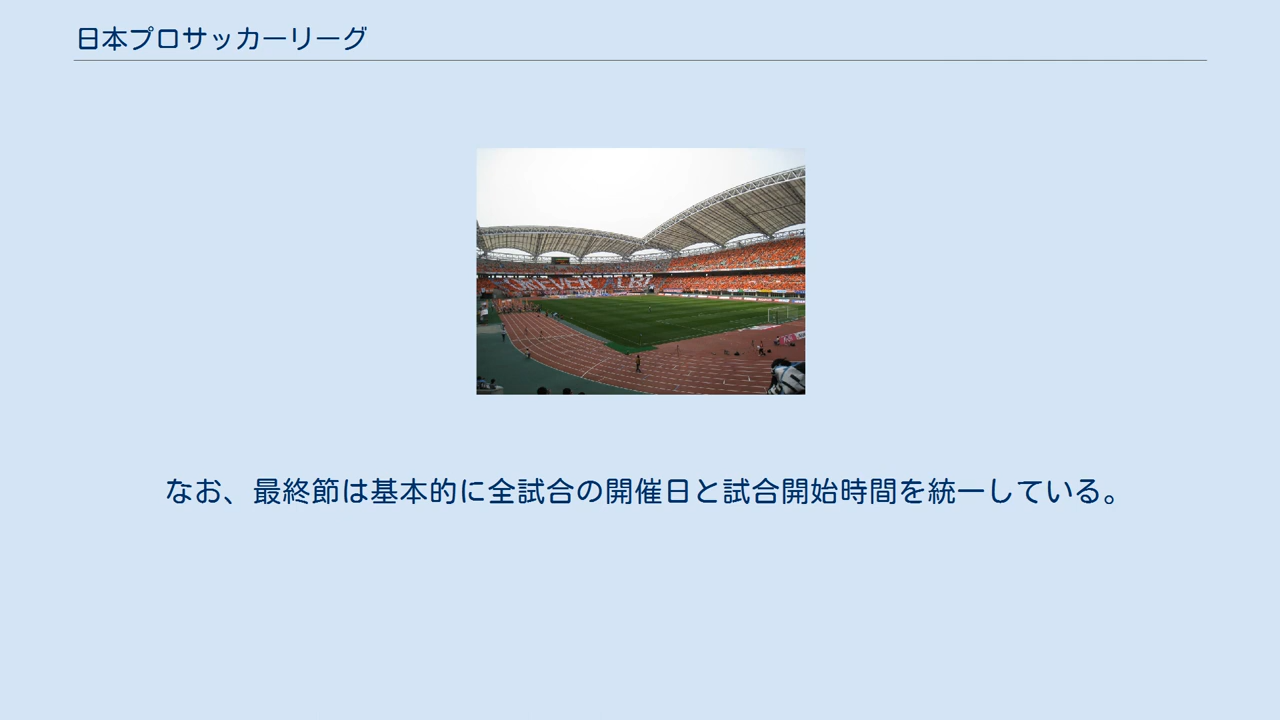 日本プロサッカーリーグ
なお、最終節は基本的に全試合の開催日と試合開始時間を統一している。